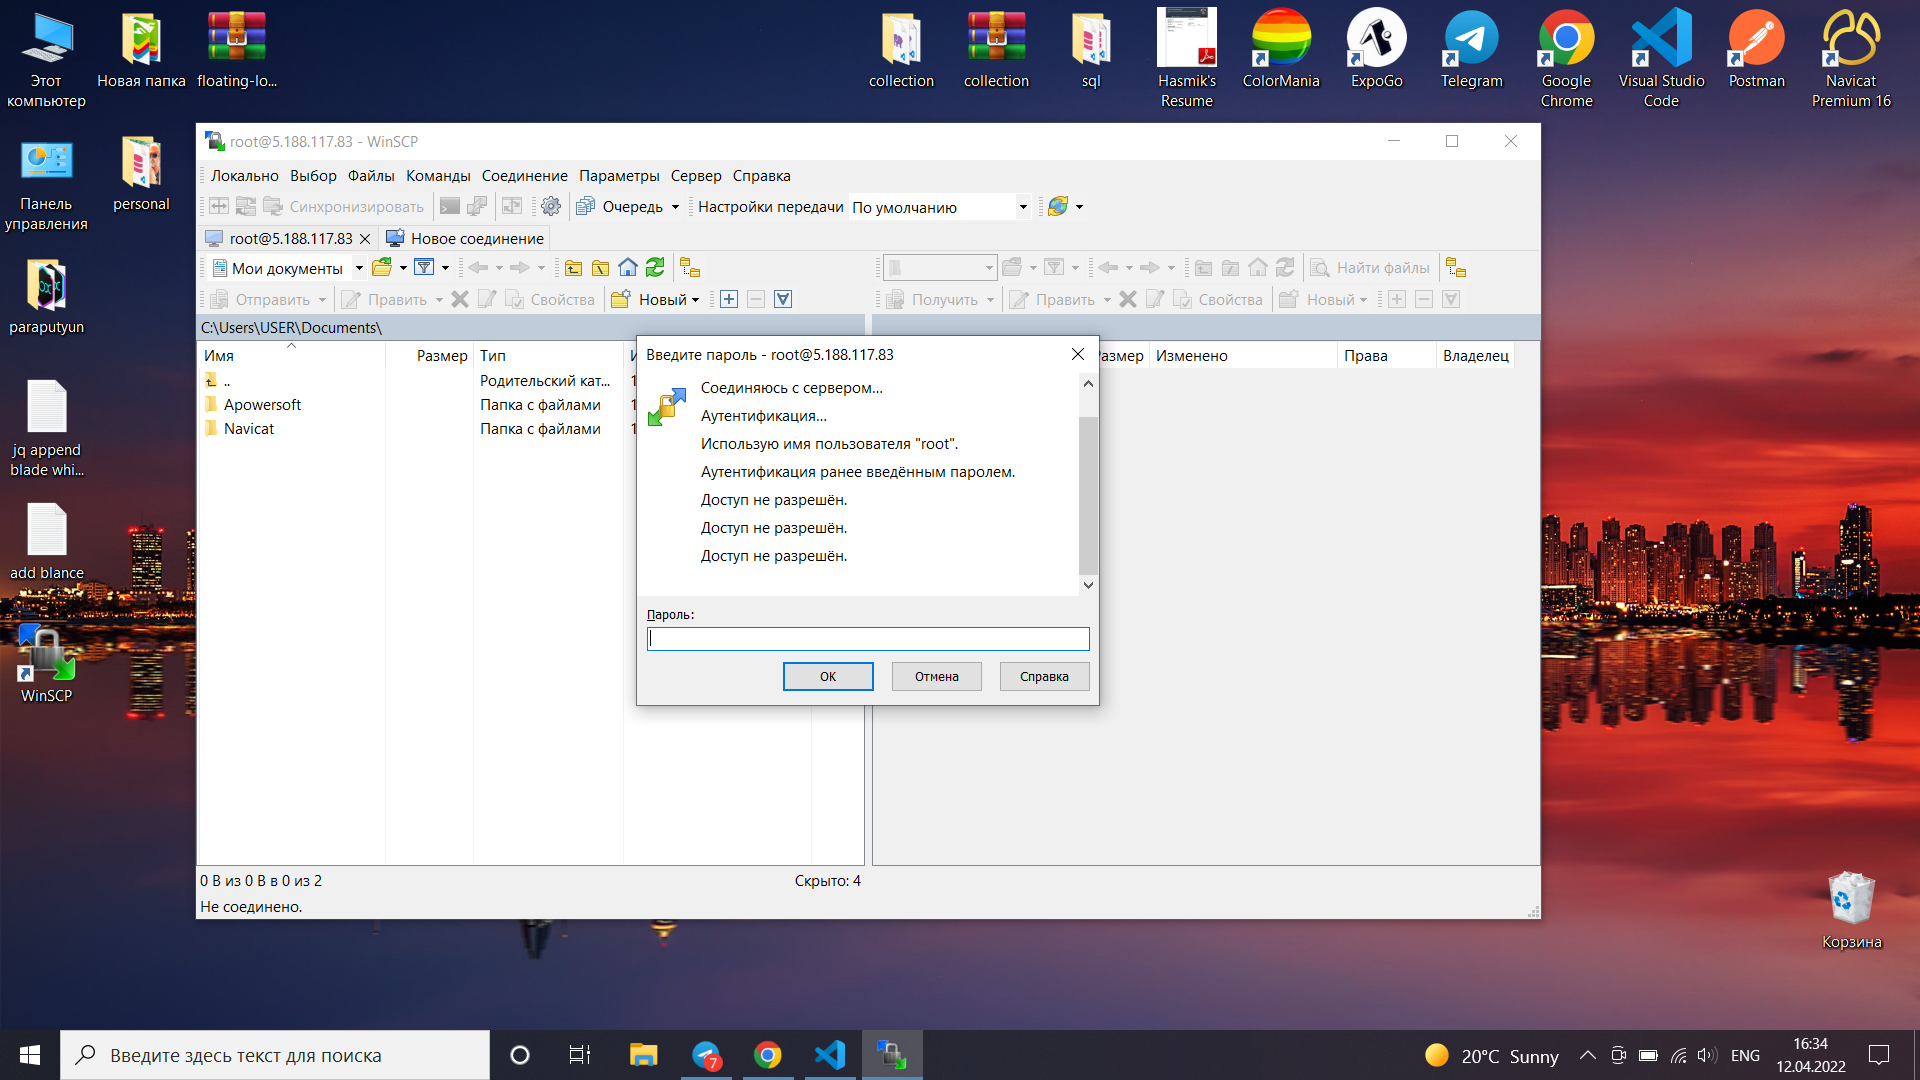 Этот компьютер
Новая папка
floating-lo...
collection
collection
sql
Hasmik's Resume
ColorMania
ExpoGo
Telegram
Google Chrome
Visual Studio Code
Postman
Navicat Premium 16
Панель управления
personal
paraputyun
jq append blade whi...
add blance
WinSCP
root@5.188.117.83 - WinSCP
Локально Выбор Файлы Команды Соединение Параметры Сервер Справка
Синхронизировать Очередь Настройки передачи По умолчанию
root@5.188.117.83 Новое соединение
Мои документы Найти файлы
Отправить Править Свойства Новый Получить Править Свойства Новый
C:\Users\USER\Documents\
Имя Размер Тип Размер Изменено Права Владелец
.. Родительский кат...
Apowersoft Папка с файлами
Navicat Папка с файлами
Введите пароль - root@5.188.117.83
Соединяюсь с сервером...
Аутентификация...
Использую имя пользователя "root".
Аутентификация ранее введённым паролем.
Доступ не разрешён.
Доступ не разрешён.
Доступ не разрешён.
Пароль:
ОК Отмена Справка
0 B из 0 B в 0 из 2 Скрыто: 4
Не соединено.
Корзина
Введите здесь текст для поиска
7
20°C Sunny
ENG
16:34
12.04.2022